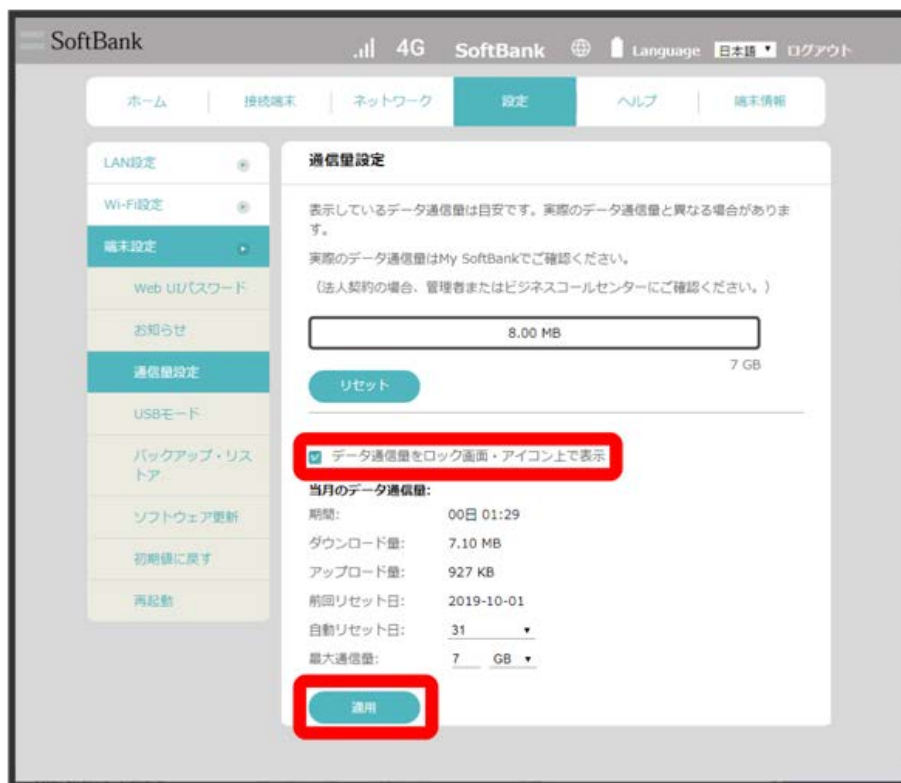 SoftBank
4G SoftBank Language 日本語 ログアウト
ホーム 接続端末 ネットワーク 設定 ヘルプ 端末情報
LAN設定
Wi-Fi設定
端末設定
Web UIパスワード
お知らせ
通信量設定
USBモード
バックアップ・リス
トア
ソフトウェア更新
初期値に戻す
再起動
通信量設定
表示しているデータ通信量は目安です。実際のデータ通信量と異なる場合がありま
す。
実際のデータ通信量はMy SoftBankでご確認ください。
（法人契約の場合、管理者またはビジネスコールセンターにご確認ください。）
8.00 MB
7 GB
リセット
データ通信量をロック画面・アイコン上で表示
当月のデータ通信量:
期間: 00日 01:29
ダウンロード量: 7.10 MB
アップロード量: 927 KB
前回リセット日: 2019-10-01
自動リセット日: 31
最大通信量: 7 GB
適用